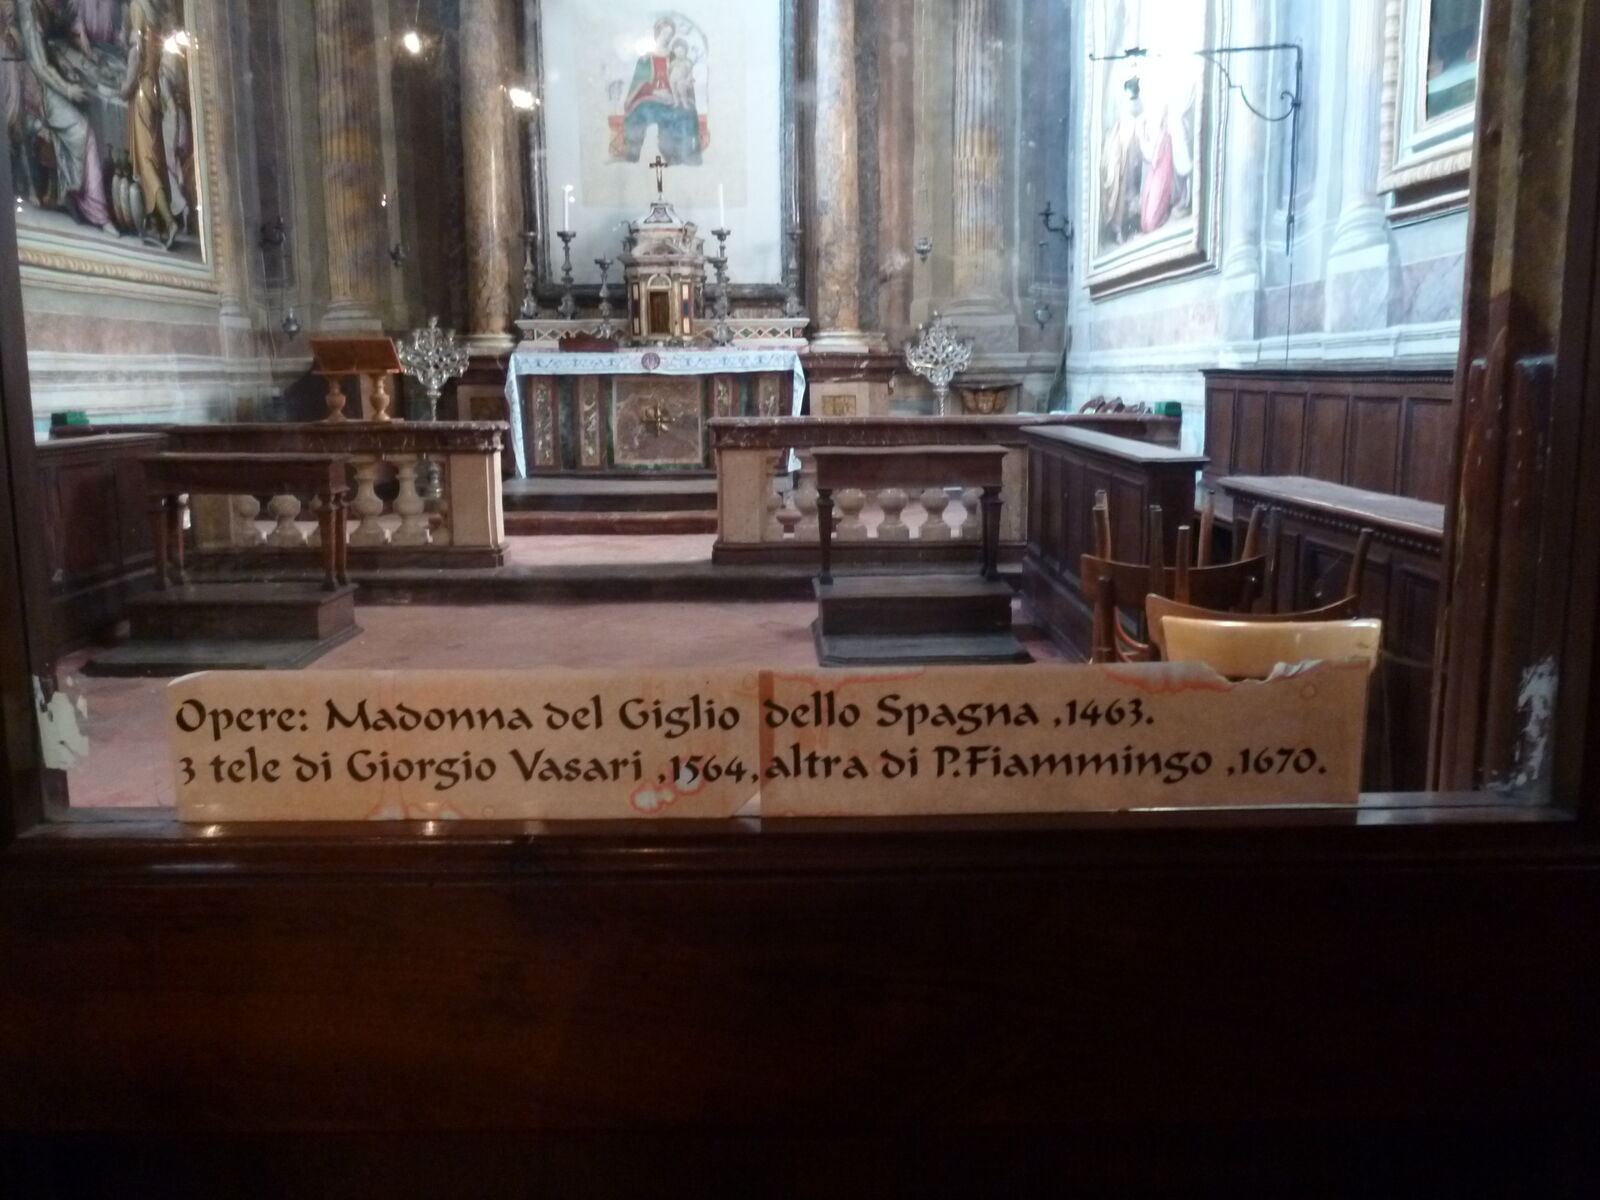 Opere: Madonna del Giglio dello Spagna ,1463.
3 tele di Giorgio Vasari ,1564, altra di P. Fiammingo ,1670.